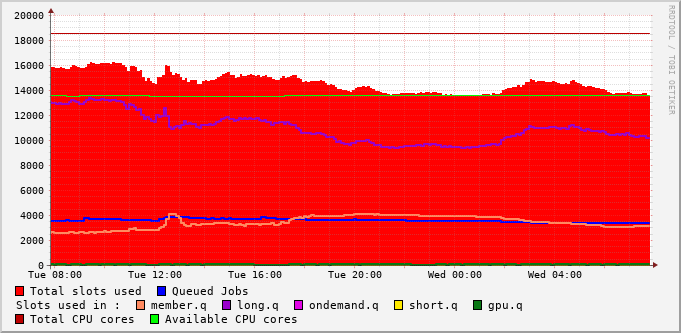 RRDTOOL / TOBI OETIKER
20000
18000
16000
14000
12000
10000
8000
6000
4000
2000
0
Tue 08:00 Tue 12:00 Tue 16:00 Tue 20:00 Wed 00:00 Wed 04:00
Total slots used Queued Jobs
Slots used in : member.q long.q ondemand.q short.q gpu.q
Total CPU cores Available CPU cores